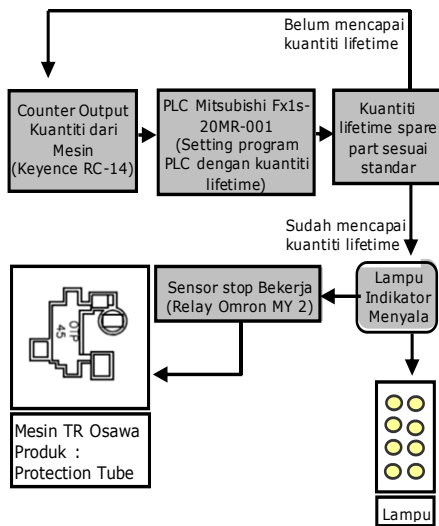 Belum mencapai
kuantiti lifetime
Counter Output
Kuantiti dari
Mesin
(Keyence RC-14)
PLC Mitsubishi Fx1s-
20MR-001
(Setting program
PLC dengan kuantiti
lifetime)
Kuantiti
lifetime spare
part sesuai
standar
Sudah mencapai
kuantiti lifetime
Sensor stop Bekerja
(Relay Omron MY 2)
Lampu
Indikator
Menyala
OTP
45
Mesin TR Osawa
Produk :
Protection Tube
Lampu